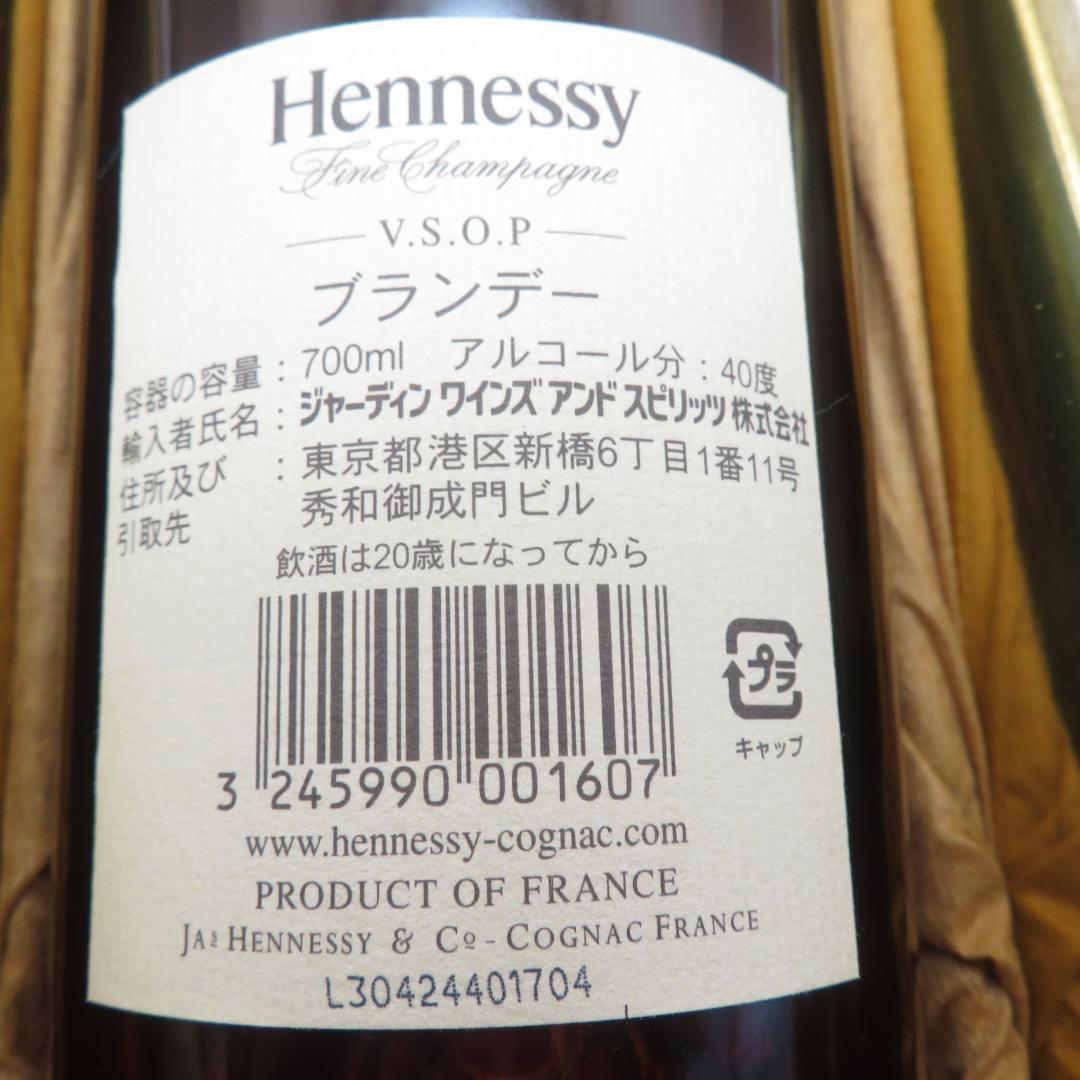 Hennessy
Fine Champagne
V.S.O.P
ブランデー
容器の容量：700ml アルコール分：40度
輸入者氏名：ジャーディン ワインズ アンド スピリッツ 株式会社
住所及び引取先：東京都港区新橋6丁目1番11号
秀和御成門ビル
飲酒は20歳になってから
プラ
キャップ
3 245990 001607
www.hennessy-cognac.com
PRODUCT OF FRANCE
JAS HENNESSY & Cº - COGNAC FRANCE
L30424401704